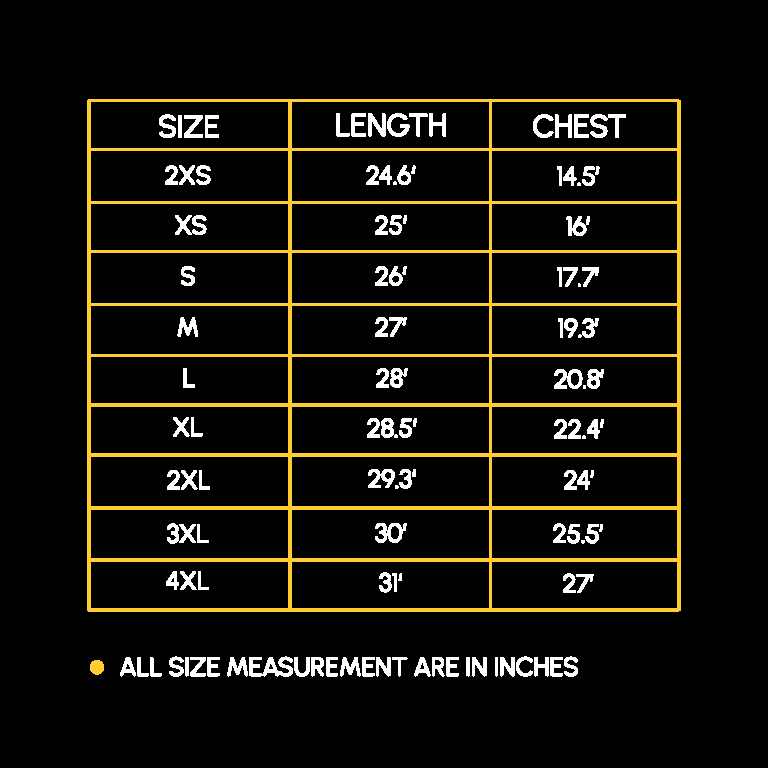 SIZE LENGTH CHEST
2XS 24.6' 14.5'
XS 25' 16'
S 26' 17.7'
M 27' 19.3'
L 28' 20.8'
XL 28.5' 22.4'
2XL 29.3' 24'
3XL 30' 25.5'
4XL 31' 27'
ALL SIZE MEASUREMENT ARE IN INCHES